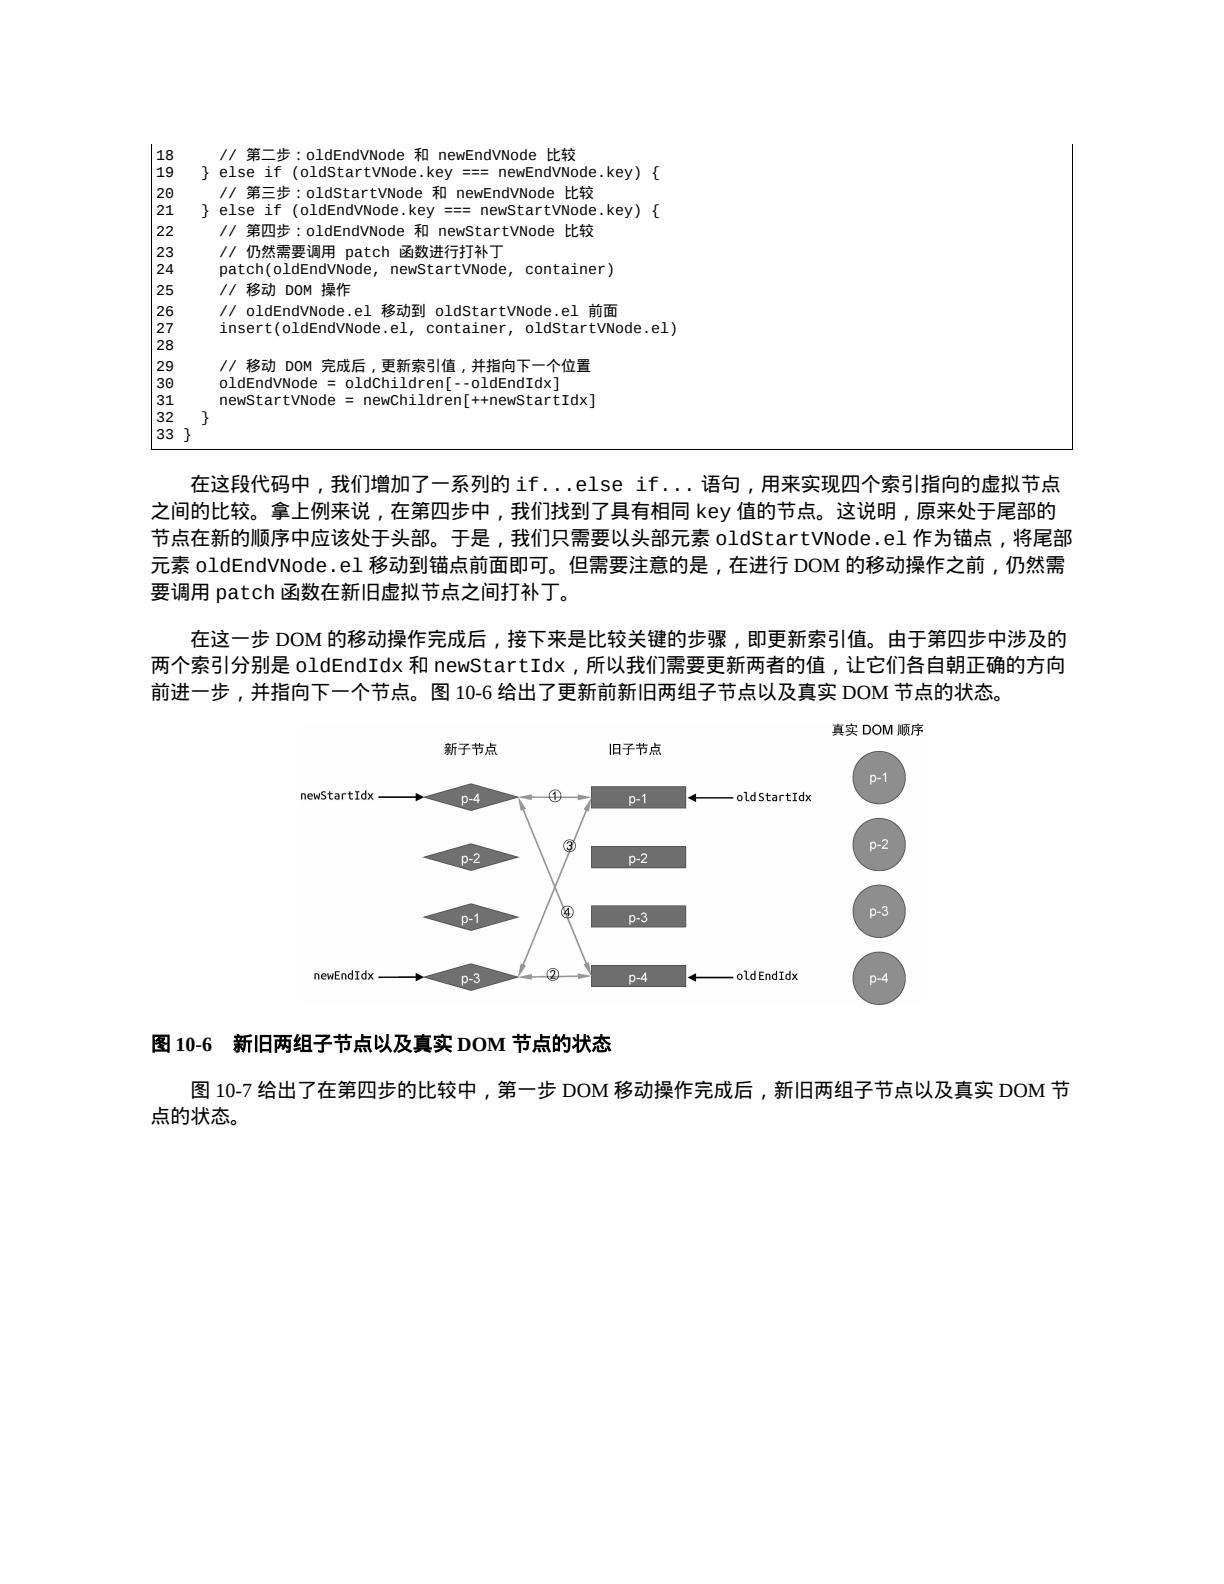 18     // 第二步：oldEndVNode 和 newEndVNode 比较
19   } else if (oldStartVNode.key === newEndVNode.key) {
20     // 第三步：oldStartVNode 和 newEndVNode 比较
21   } else if (oldEndVNode.key === newStartVNode.key) {
22     // 第四步：oldEndVNode 和 newStartVNode 比较
23     // 仍然需要调用 patch 函数进行打补丁
24     patch(oldEndVNode, newStartVNode, container)
25     // 移动 DOM 操作
26     // oldEndVNode.el 移动到 oldStartVNode.el 前面
27     insert(oldEndVNode.el, container, oldStartVNode.el)
28
29     // 移动 DOM 完成后，更新索引值，并指向下一个位置
30     oldEndVNode = oldChildren[--oldEndIdx]
31     newStartVNode = newChildren[++newStartIdx]
32   }
33 }
在这段代码中，我们增加了一系列的 if...else if... 语句，用来实现四个索引指向的虚拟节点
之间的比较。拿上例来说，在第四步中，我们找到了具有相同 key 值的节点。这说明，原来处于尾部的
节点在新的顺序中应该处于头部。于是，我们只需要以头部元素 oldStartVNode.el 作为锚点，将尾部
元素 oldEndVNode.el 移动到锚点前面即可。但需要注意的是，在进行 DOM 的移动操作之前，仍然需
要调用 patch 函数在新旧虚拟节点之间打补丁。
在这一步 DOM 的移动操作完成后，接下来是比较关键的步骤，即更新索引值。由于第四步中涉及的
两个索引分别是 oldEndIdx 和 newStartIdx，所以我们需要更新两者的值，让它们各自朝正确的方向
前进一步，并指向下一个节点。图 10-6 给出了更新前新旧两组子节点以及真实 DOM 节点的状态。
新子节点 旧子节点 真实 DOM 顺序
newStartIdx p-4 ① p-1 oldStartIdx p-1
p-2 ③ p-2 p-2
p-1 ④ p-3 p-3
newEndIdx p-3 ② p-4 oldEndIdx p-4
图 10-6　新旧两组子节点以及真实 DOM 节点的状态
图 10-7 给出了在第四步的比较中，第一步 DOM 移动操作完成后，新旧两组子节点以及真实 DOM 节
点的状态。